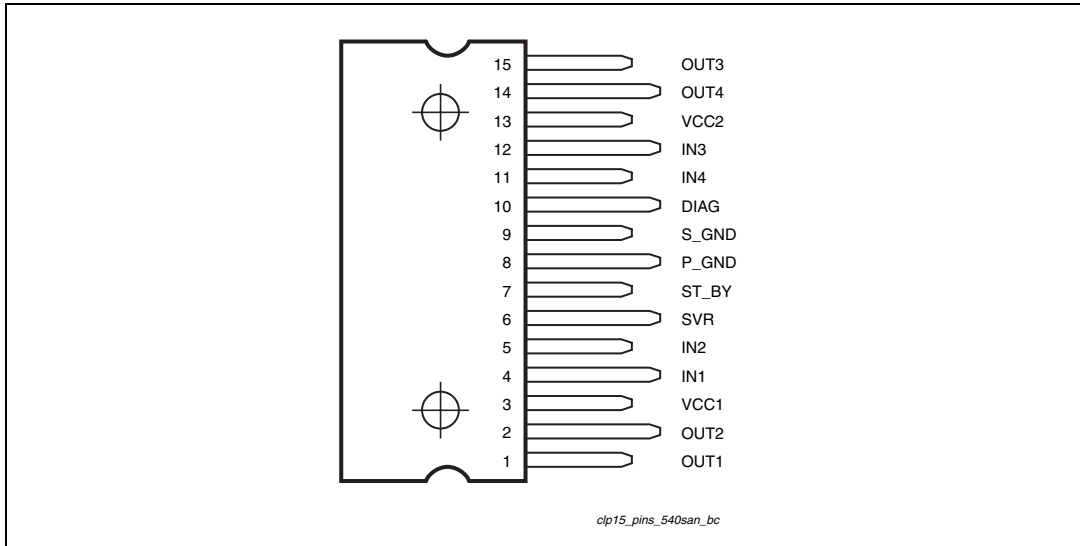 15 OUT3
14 OUT4
13 VCC2
12 IN3
11 IN4
10 DIAG
9 S_GND
8 P_GND
7 ST_BY
6 SVR
5 IN2
4 IN1
3 VCC1
2 OUT2
1 OUT1
clp15_pins_540san_bc